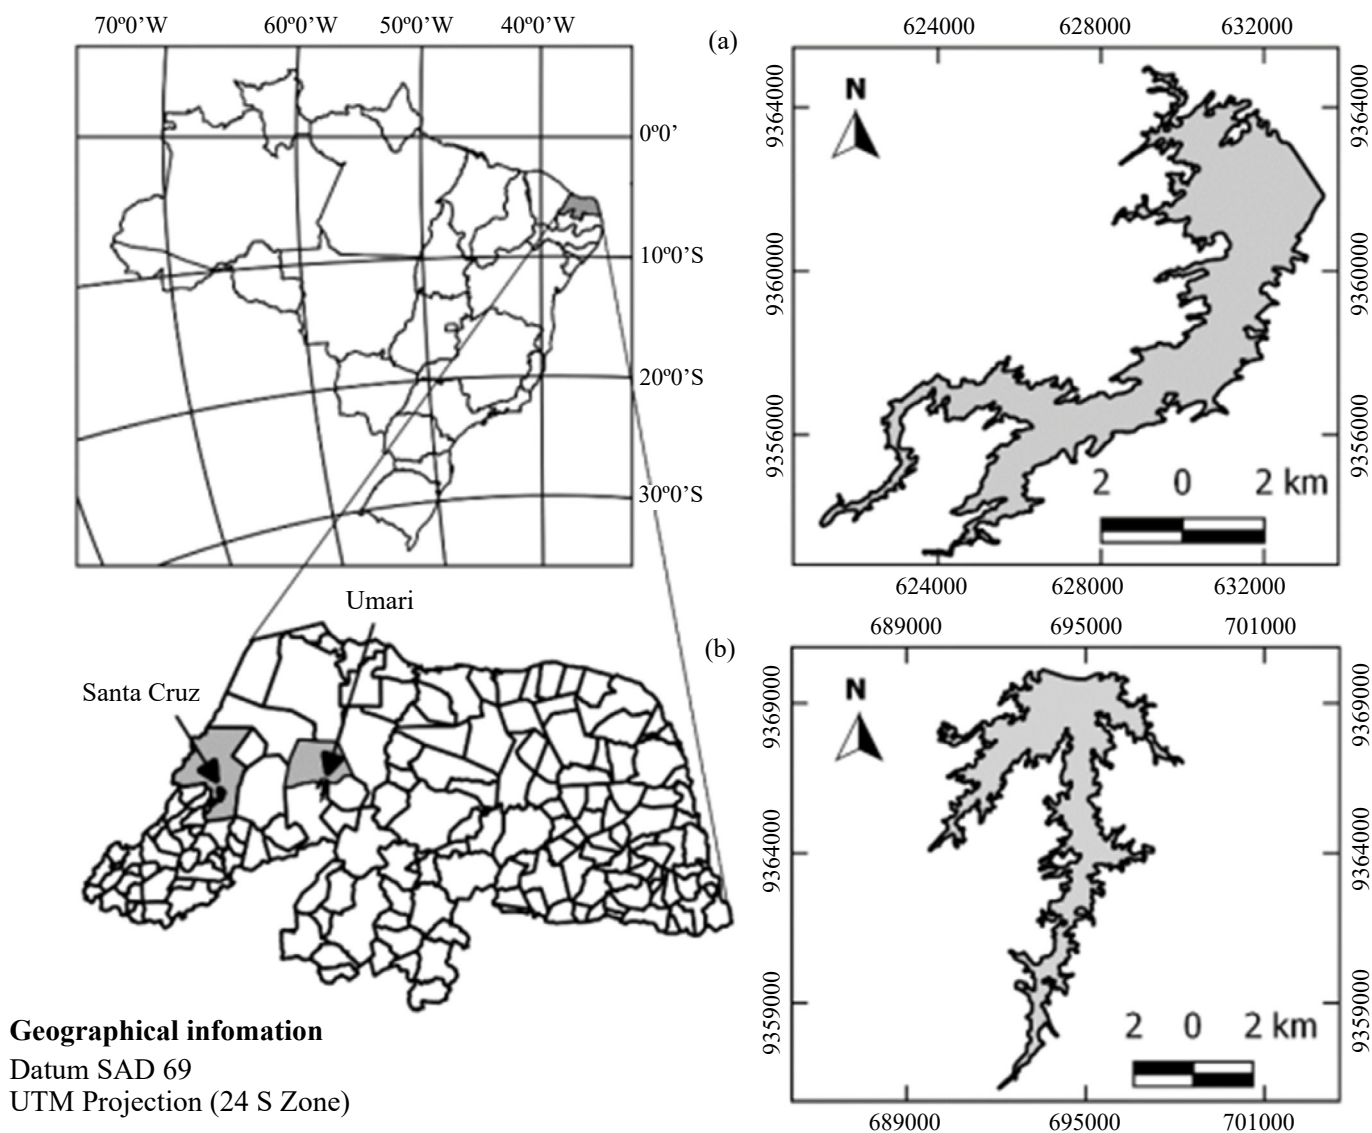 70º0’W 60º0’W 50º0’W 40º0’W
0º0’
10º0’S
20º0’S
30º0’S
Umari
Santa Cruz
Geographical infomation
Datum SAD 69
UTM Projection (24 S Zone)
(a)
624000 628000 632000
9364000 9364000
N
9360000 9360000
9356000 9356000
2 0 2 km
624000 628000 632000
(b)
689000 695000 701000
9369000 9369000
N
9364000 9364000
9359000 9359000
2 0 2 km
689000 695000 701000